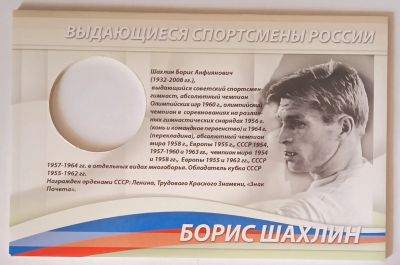 ВЫДАЮЩИЕСЯ СПОРТСМЕНЫ РОССИИ
Шахлин Борис Анфиянович
(1932-2008 гг.),
выдающийся советский спортсмен-
гимнаст, абсолютный чемпион
Олимпийских игр 1960 г., олимпийский
чемпион в соревнованиях на различ-
ных гимнастических снарядах 1956 г.
(конь и командное первенство) и 1964 г.
(перекладина), абсолютный чемпион
мира 1958 г., Европы 1955 г., СССР 1954,
1957-1960 и 1963 гг., чемпион мира 1954
и 1958 гг., Европы 1955 и 1963 гг., СССР
1957-1964 гг. в отдельных видах многоборья. Обладатель кубка СССР
1955-1962 гг.
Награжден орденами СССР: Ленина, Трудового Красного Знамени, «Знак
Почета».
БОРИС ШАХЛИН